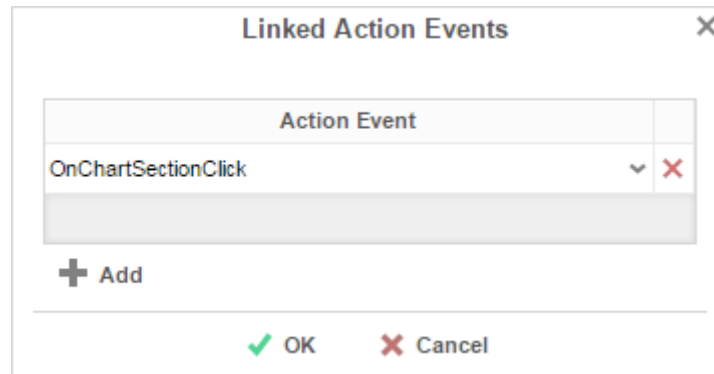 Linked Action Events
Action Event
OnChartSectionClick
Add
OK Cancel